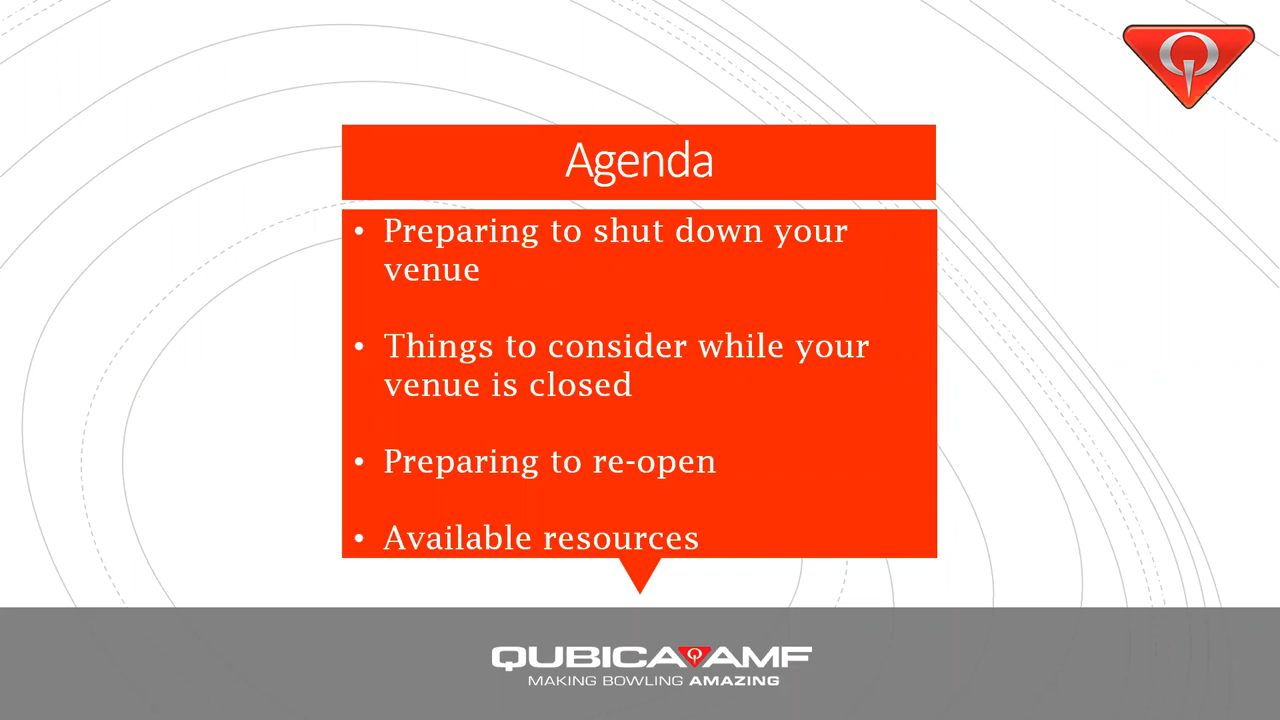 Agenda
• Preparing to shut down your
venue
• Things to consider while your
venue is closed
• Preparing to re-open
• Available resources
QUBICA AMF
MAKING BOWLING AMAZING